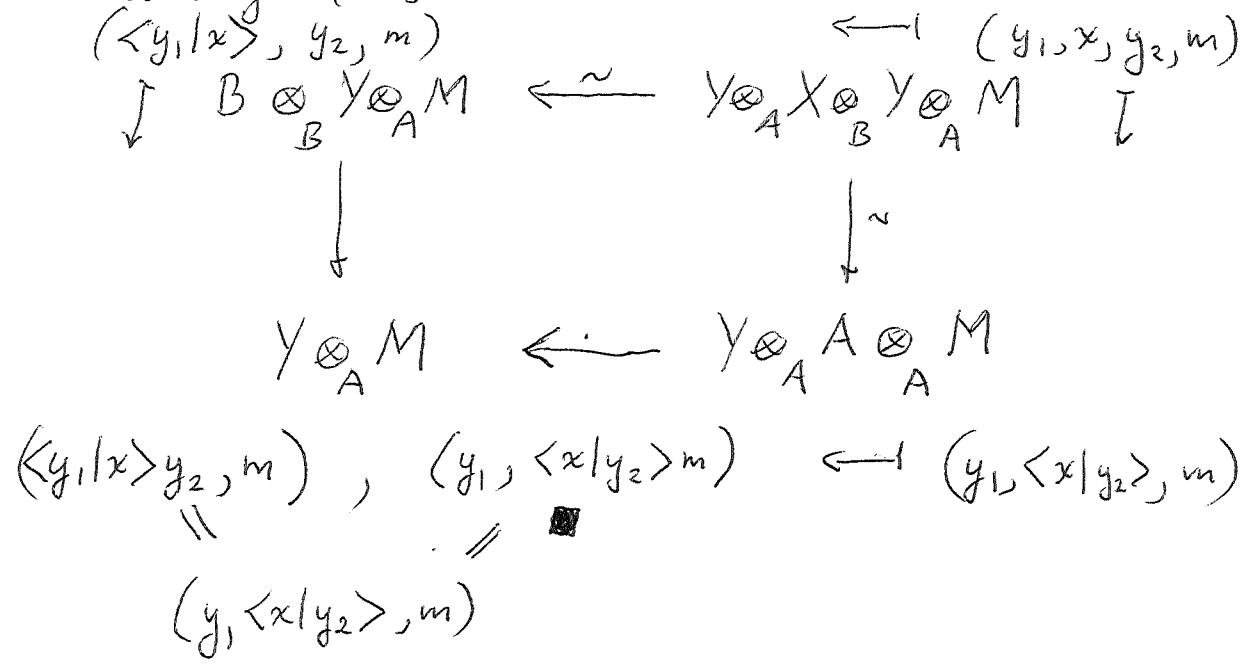 (<y₁|x>, y₂, m) ⟵| (y₁, x, y₂, m)
B ⊗_B Y ⊗_A M ⟵~ Y ⊗_A X ⊗_B Y ⊗_A M
~
Y ⊗_A M ⟵ Y ⊗_A A ⊗_A M
(<y₁|x>y₂, m) , (y₁, <x|y₂>m) ⟵| (y₁, <x|y₂>, m)
(y₁<x|y₂>, m)